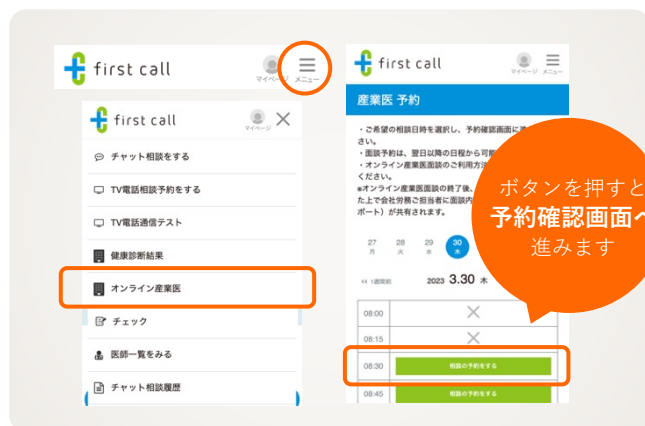 first call
マイページ メニュー
first call
マイページ
チャット相談をする
TV電話相談予約をする
TV電話通信テスト
健康診断結果
オンライン産業医
チェック
医師一覧をみる
チャット相談履歴
first call
マイページ メニュー
産業医 予約
・ご希望の相談日時を選択し、予約確認画面に
さい。
・面談予約は、翌日以降の日程から可能
・オンライン産業医面談のご利用方法
ください。
※オンライン産業医面談の終了後、
た上で会社労務ご担当者に面談内
ポート）が共有されます。
27 28 29 30
月 火 水 木
<< 1週間前 2023 3.30 木
08:00
08:15
08:30 相談の予約をする
08:45 相談の予約をする
ボタンを押すと
予約確認画面へ
進みます